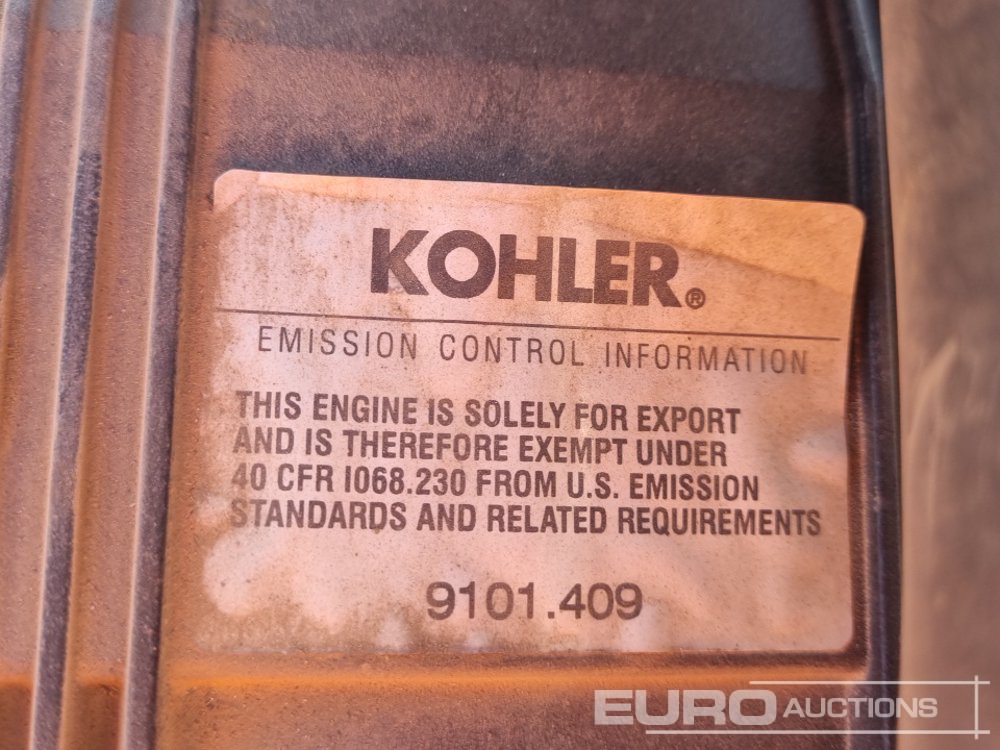 KOHLER®
EMISSION CONTROL INFORMATION
THIS ENGINE IS SOLELY FOR EXPORT
AND IS THEREFORE EXEMPT UNDER
40 CFR I068.230 FROM U.S. EMISSION
STANDARDS AND RELATED REQUIREMENTS
9101.409
EURO AUCTIONS